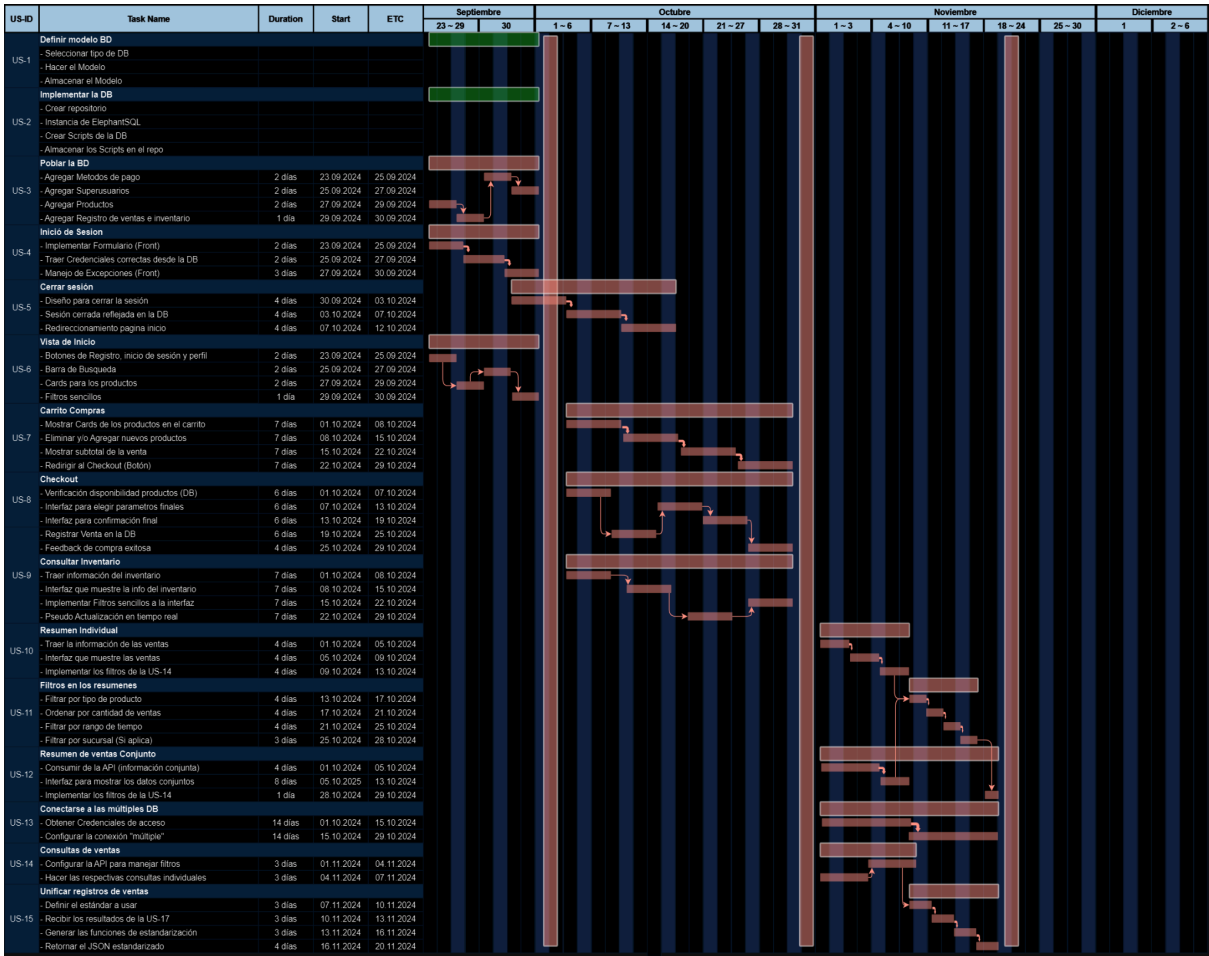 US-ID Task Name Duration Start ETC Septiembre Octubre Noviembre Diciembre
23 ~ 29 30 1 ~ 6 7 ~ 13 14 ~ 20 21 ~ 27 28 ~ 31 1 ~ 3 4 ~ 10 11 ~ 17 18 ~ 24 25 ~ 30 1 2 ~ 6
US-1
Definir modelo BD
- Seleccionar tipo de DB
- Hacer el Modelo
- Almacenar el Modelo
US-2
Implementar la DB
- Crear repositorio
- Instancia de ElephantSQL
- Crear Scripts de la DB
- Almacenar los Scripts en el repo
US-3
Poblar la BD
- Agregar Metodos de pago 2 días 23.09.2024 25.09.2024
- Agregar Superusuarios 2 días 25.09.2024 27.09.2024
- Agregar Productos 2 días 27.09.2024 29.09.2024
- Agregar Registro de ventas e inventario 1 día 29.09.2024 30.09.2024
US-4
Inició de Sesion
- Implementar Formulario (Front) 2 días 23.09.2024 25.09.2024
- Traer Credenciales correctas desde la DB 2 días 25.09.2024 27.09.2024
- Manejo de Excepciones (Front) 3 días 27.09.2024 30.09.2024
US-5
Cerrar sesión
- Diseño para cerrar la sesión 4 días 30.09.2024 03.10.2024
- Sesión cerrada reflejada en la DB 4 días 03.10.2024 07.10.2024
- Redireccionamiento pagina inicio 4 días 07.10.2024 12.10.2024
US-6
Vista de Inicio
- Botones de Registro, inicio de sesión y perfil 2 días 23.09.2024 25.09.2024
- Barra de Busqueda 2 días 25.09.2024 27.09.2024
- Cards para los productos 2 días 27.09.2024 29.09.2024
- Filtros sencillos 1 día 29.09.2024 30.09.2024
US-7
Carrito Compras
- Mostrar Cards de los productos en el carrito 7 días 01.10.2024 08.10.2024
- Eliminar y/o Agregar nuevos productos 7 días 08.10.2024 15.10.2024
- Mostrar subtotal de la venta 7 días 15.10.2024 22.10.2024
- Redirigir al Checkout (Botón) 7 días 22.10.2024 29.10.2024
US-8
Checkout
- Verificación disponibilidad productos (DB) 6 días 01.10.2024 07.10.2024
- Interfaz para elegir parametros finales 6 días 07.10.2024 13.10.2024
- Interfaz para confirmación final 6 días 13.10.2024 19.10.2024
- Registrar Venta en la DB 6 días 19.10.2024 25.10.2024
- Feedback de compra exitosa 4 días 25.10.2024 29.10.2024
US-9
Consultar Inventario
- Traer información del inventario 7 días 01.10.2024 08.10.2024
- Interfaz que muestre la info del inventario 7 días 08.10.2024 15.10.2024
- Implementar Filtros sencillos a la interfaz 7 días 15.10.2024 22.10.2024
- Pseudo Actualización en tiempo real 7 días 22.10.2024 29.10.2024
US-10
Resumen Individual
- Traer la información de las ventas 4 días 01.10.2024 05.10.2024
- Interfaz que muestre las ventas 4 días 05.10.2024 09.10.2024
- Implementar los filtros de la US-14 4 días 09.10.2024 13.10.2024
US-11
Filtros en los resumenes
- Filtrar por tipo de producto 4 días 13.10.2024 17.10.2024
- Ordenar por cantidad de ventas 4 días 17.10.2024 21.10.2024
- Filtrar por rango de tiempo 4 días 21.10.2024 25.10.2024
- Filtrar por sucursal (Si aplica) 3 días 25.10.2024 28.10.2024
US-12
Resumen de ventas Conjunto
- Consumir de la API (información conjunta) 4 días 01.10.2024 05.10.2024
- Interfaz para mostrar los datos conjuntos 8 días 05.10.2025 13.10.2024
- Implementar los filtros de la US-14 1 día 28.10.2024 29.10.2024
US-13
Conectarse a las múltiples DB
- Obtener Credenciales de acceso 14 días 01.10.2024 15.10.2024
- Configurar la conexión "múltiple" 14 días 15.10.2024 29.10.2024
US-14
Consultas de ventas
- Configurar la API para manejar filtros 3 días 01.11.2024 04.11.2024
- Hacer las respectivas consultas individuales 3 días 04.11.2024 07.11.2024
US-15
Unificar registros de ventas
- Definir el estándar a usar 3 días 07.11.2024 10.11.2024
- Recibir los resultados de la US-17 3 días 10.11.2024 13.11.2024
- Generar las funciones de estandarización 3 días 13.11.2024 16.11.2024
- Retornar el JSON estandarizado 4 días 16.11.2024 20.11.2024